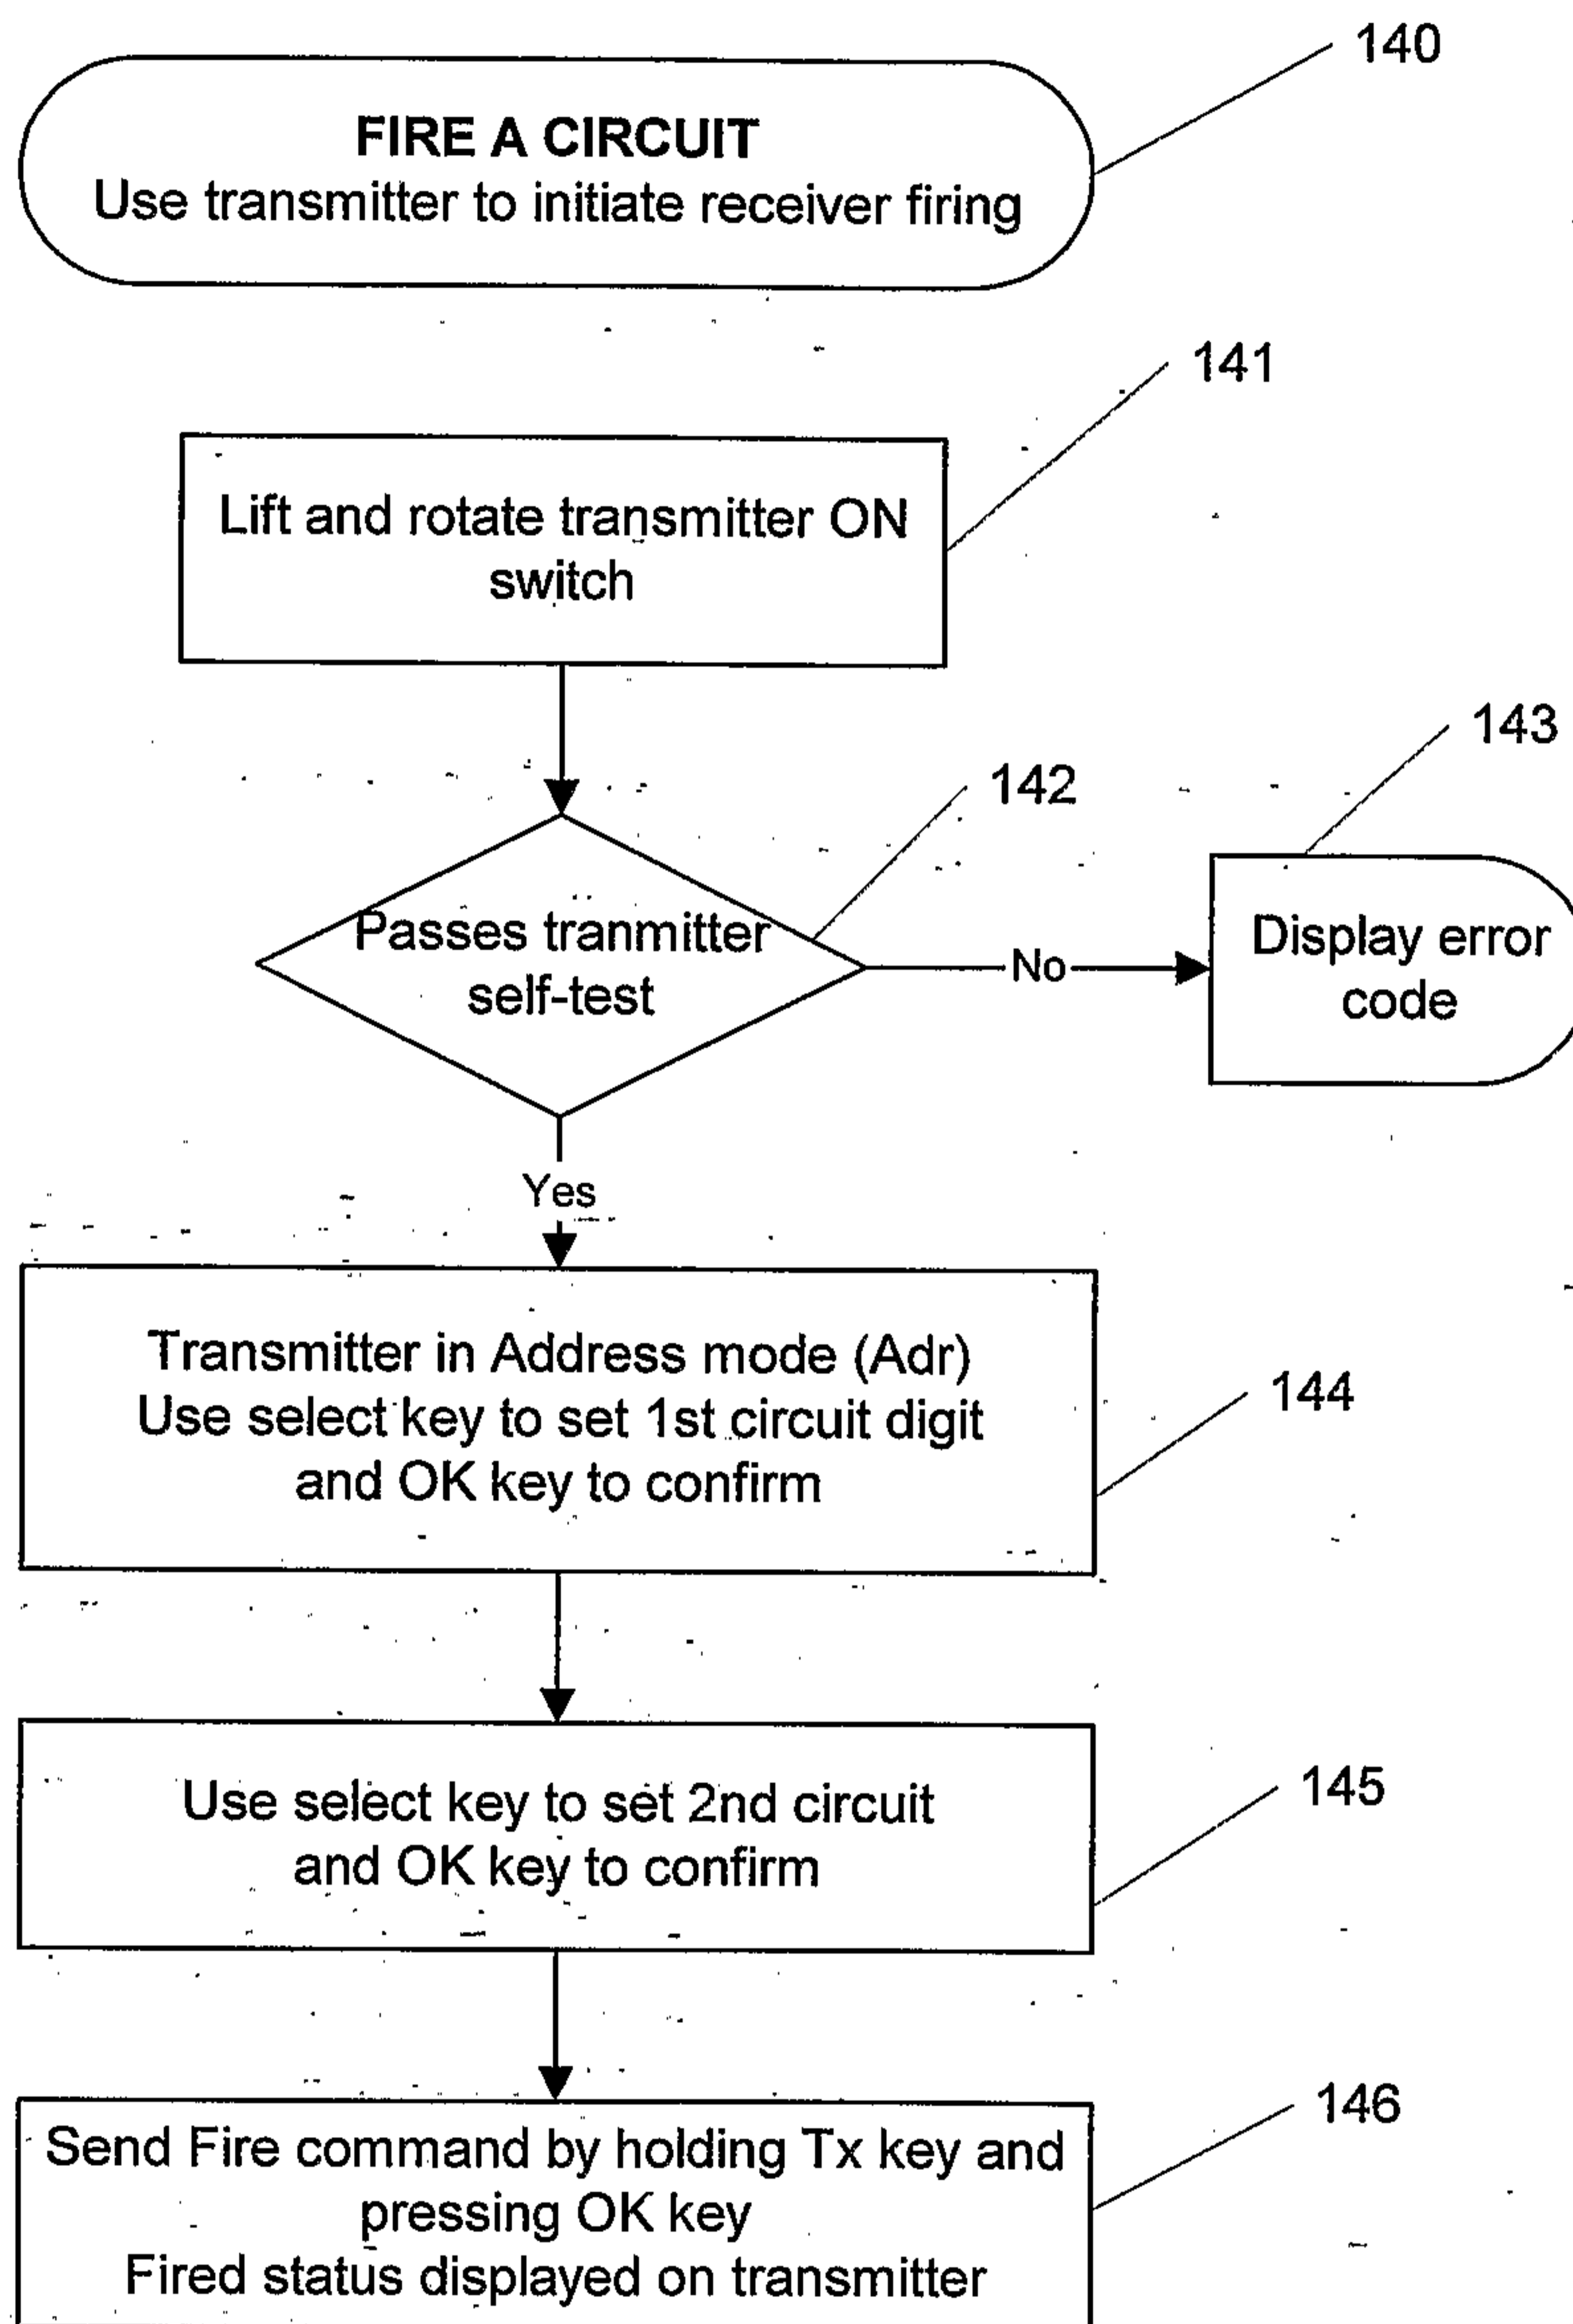 140
FIRE A CIRCUIT
Use transmitter to initiate receiver firing
141
Lift and rotate transmitter ON
switch
143
142
Passes tranmitter
self-test
No
Display error
code
Yes
Transmitter in Address mode (Adr)
Use select key to set 1st circuit digit
and OK key to confirm
144
Use select key to set 2nd circuit
and OK key to confirm
145
146
Send Fire command by holding Tx key and
pressing OK key
Fired status displayed on transmitter